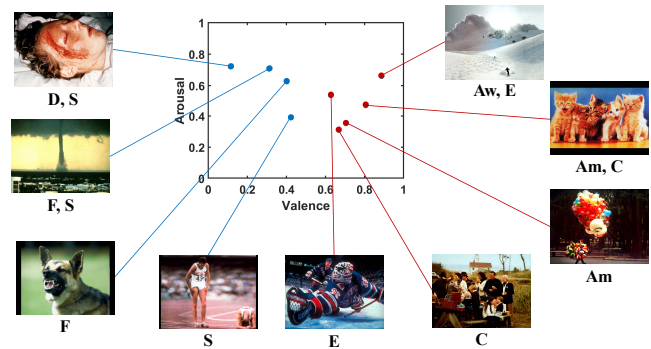 1
0.8
0.6
0.4
0.2
0
0
0.2
0.4
0.6
0.8
1
Arousal
Valence
D, S
F, S
F
S
E
C
Am
Am, C
Aw, E